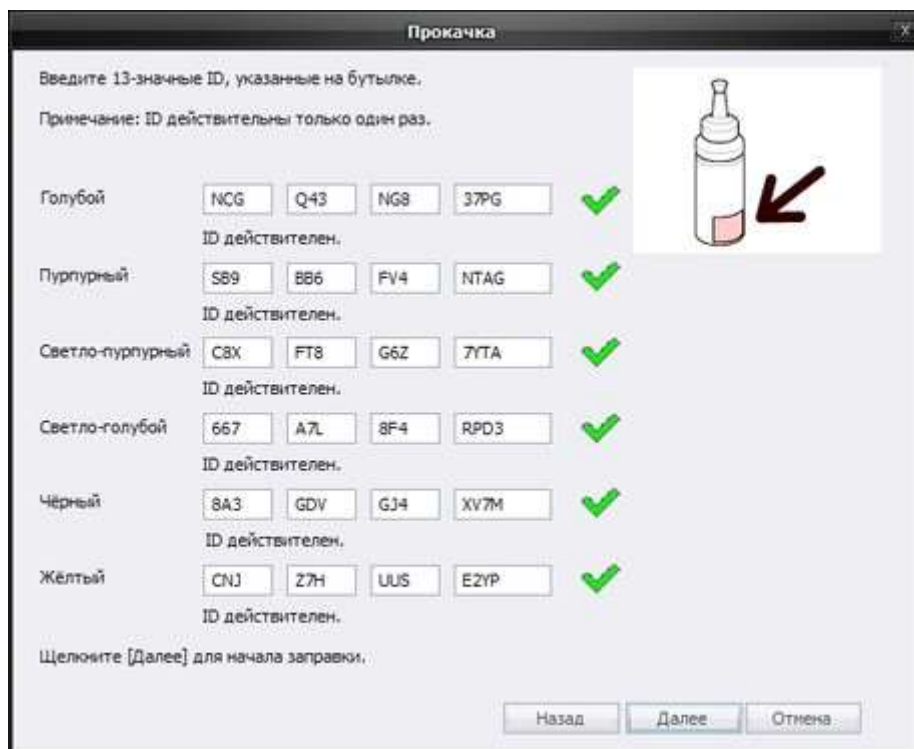 Прокачка
X
Введите 13-значные ID, указанные на бутылке.
Примечание: ID действительны только один раз.
Голубой NCG Q43 NG8 37PG
ID действителен.
Пурпурный SB9 BB6 FV4 NTAG
ID действителен.
Светло-пурпурный C8X FT8 G6Z 7YTA
ID действителен.
Светло-голубой 667 A7L 8F4 RPD3
ID действителен.
Чёрный 8A3 GDV GJ4 XV7M
ID действителен.
Жёлтый CNJ Z7H UUS E2YP
ID действителен.
Щелкните [Далее] для начала заправки.
Назад Далее Отмена